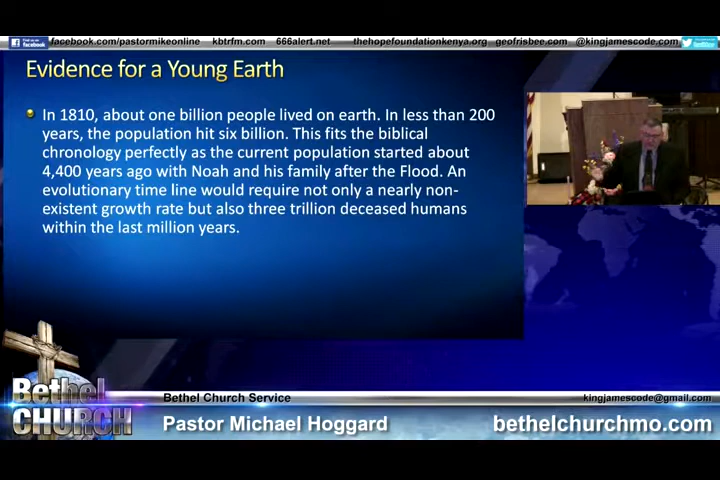 Find us on
facebook
facebook.com/pastormikeonline kbtrfm.com 666alert.net thehopefoundationkenya.org geofrisbee.com @kingjamescode.com twitter
Evidence for a Young Earth
In 1810, about one billion people lived on earth. In less than 200
years, the population hit six billion. This fits the biblical
chronology perfectly as the current population started about
4,400 years ago with Noah and his family after the Flood. An
evolutionary time line would require not only a nearly non-
existent growth rate but also three trillion deceased humans
within the last million years.
Bethel
CHURCH
Bethel Church Service
kingjamescode@gmail.com
Pastor Michael Hoggard
bethelchurchmo.com